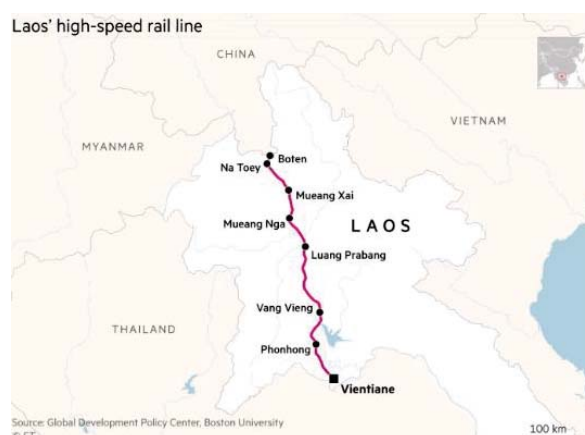 Laos' high-speed rail line
CHINA
MYANMAR
VIETNAM
Boten
Na Toey
Mueang Xai
Mueang Nga
LAOS
Luang Prabang
Vang Vieng
THAILAND
Phonhong
Vientiane
Source: Global Development Policy Center, Boston University
© FT
100 km